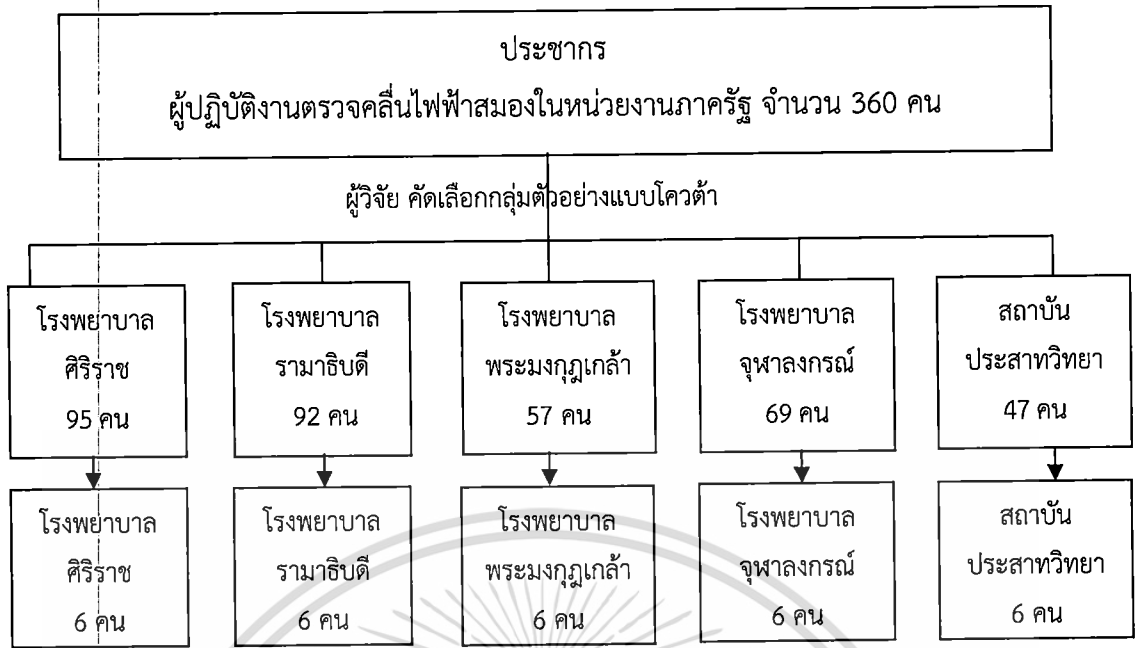 ประชากร
ผู้ปฏิบัติงานตรวจคลื่นไฟฟ้าสมองในหน่วยงานภาครัฐ จำนวน 360 คน
ผู้วิจัย คัดเลือกกลุ่มตัวอย่างแบบโควต้า
โรงพยาบาล
ศิริราช
95 คน
โรงพยาบาล
รามาธิบดี
92 คน
โรงพยาบาล
พระมงกุฎเกล้า
57 คน
โรงพยาบาล
จุฬาลงกรณ์
69 คน
สถาบัน
ประสาทวิทยา
47 คน
โรงพยาบาล
ศิริราช
6 คน
โรงพยาบาล
รามาธิบดี
6 คน
โรงพยาบาล
พระมงกุฎเกล้า
6 คน
โรงพยาบาล
จุฬาลงกรณ์
6 คน
สถาบัน
ประสาทวิทยา
6 คน